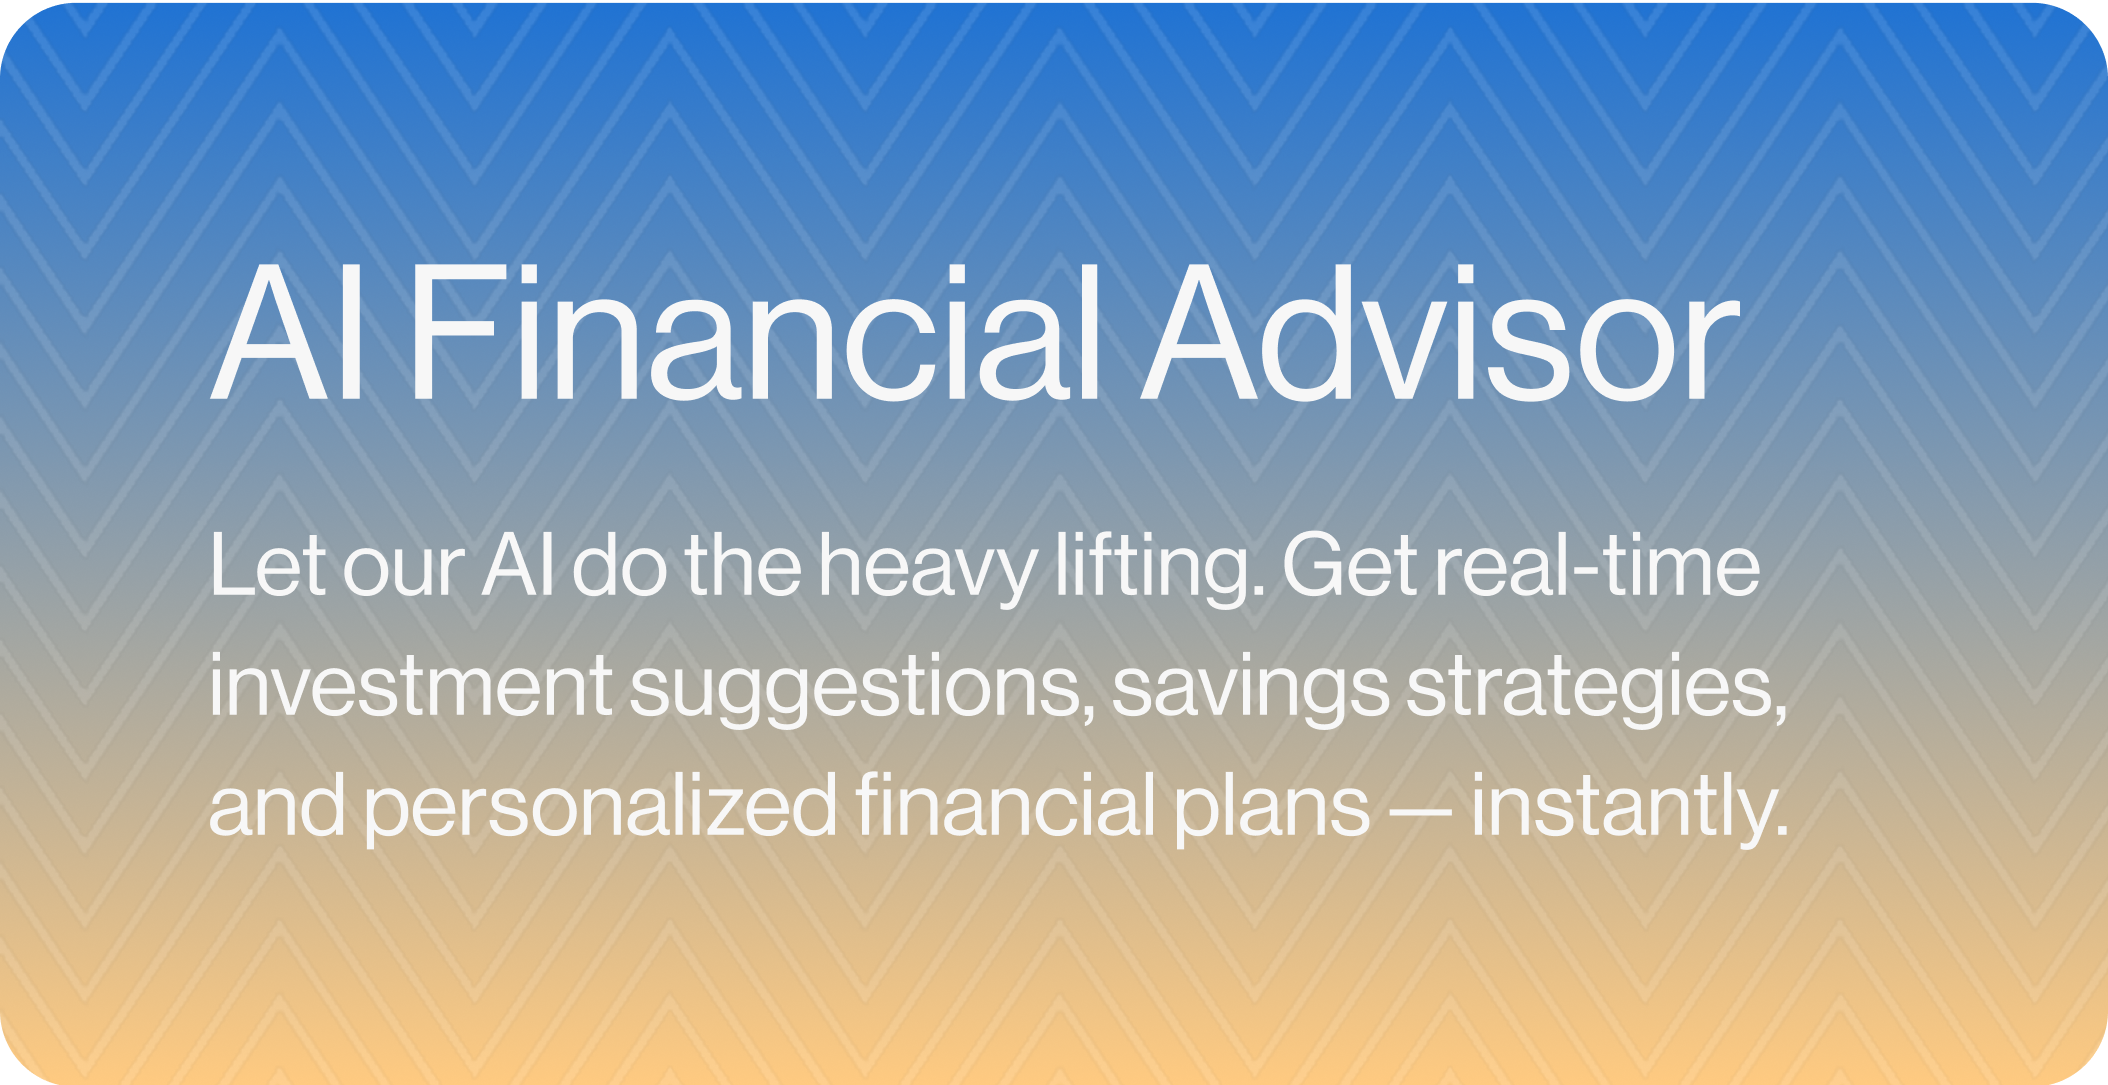 AI Financial Advisor
Let our AI do the heavy lifting. Get real-time
investment suggestions, savings strategies,
and personalized financial plans — instantly.